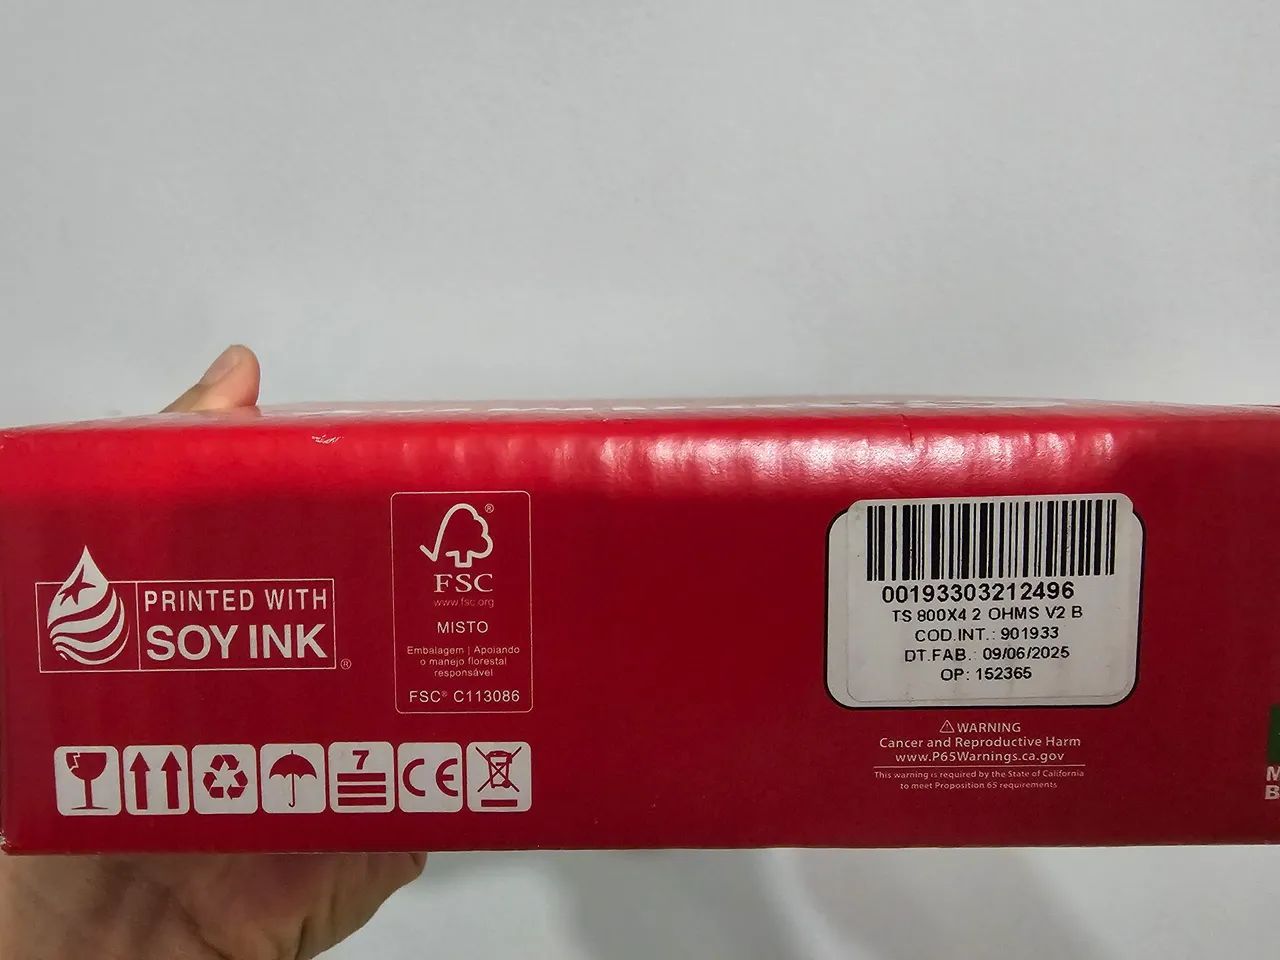 PRINTED WITH
SOY INK
®
®
FSC
www.fsc.org
MISTO
Embalagem | Apoiando
o manejo florestal
responsável
FSC® C113086
7
CE
00193303212496
TS 800X4 2 OHMS V2 B
COD.INT.: 901933
DT.FAB.: 09/06/2025
OP: 152365
WARNING
Cancer and Reproductive Harm
www.P65Warnings.ca.gov
This warning is required by the State of California
to meet Proposition 65 requirements